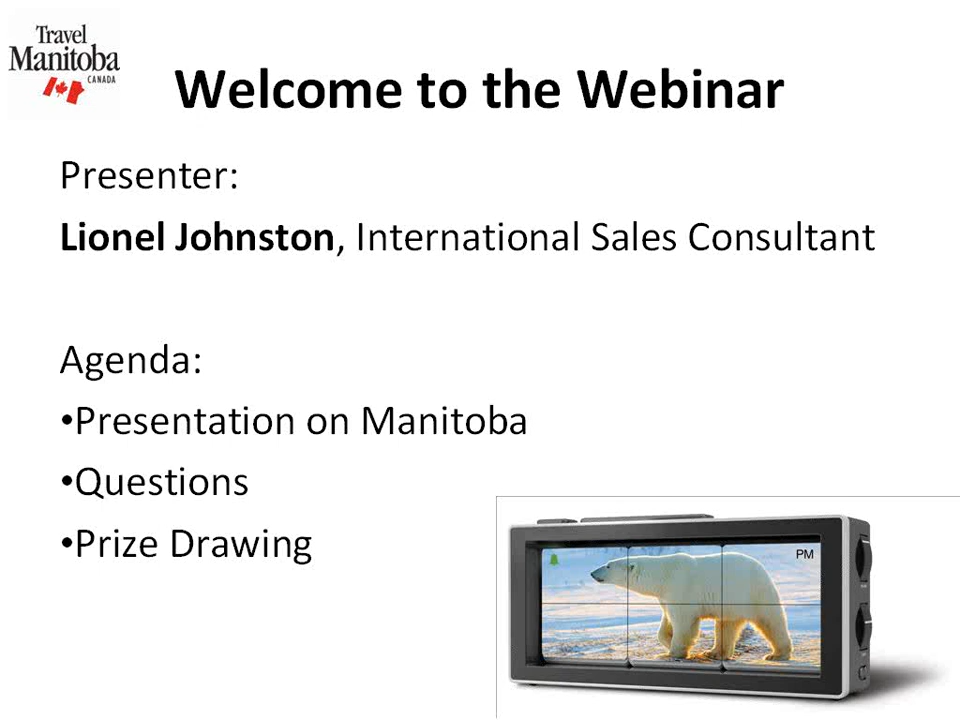 Travel
Manitoba
CANADA
Welcome to the Webinar
Presenter:
Lionel Johnston, International Sales Consultant
Agenda:
•Presentation on Manitoba
•Questions
•Prize Drawing
PM